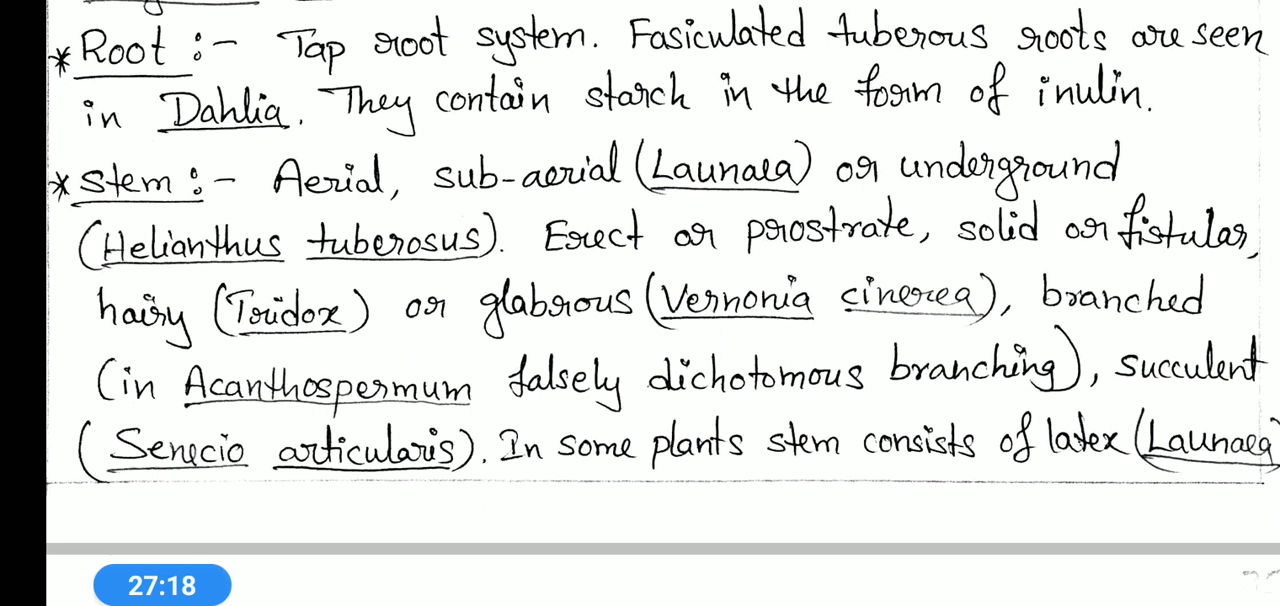 * Root :- Tap root system. Fasiculated tuberous roots are seen
in Dahlia. They contain starch in the form of inulin.
* Stem :- Aerial, sub-aerial (Launaea) or underground
(Helianthus tuberosus). Erect or prostrate, solid or fistular,
hairy (Tridox) or glabrous (Vernonia cinerea), branched
(in Acanthospermum falsely dichotomous branching), succulent
(Senecio articularis). In some plants stem consists of latex (Launaea)
27:18